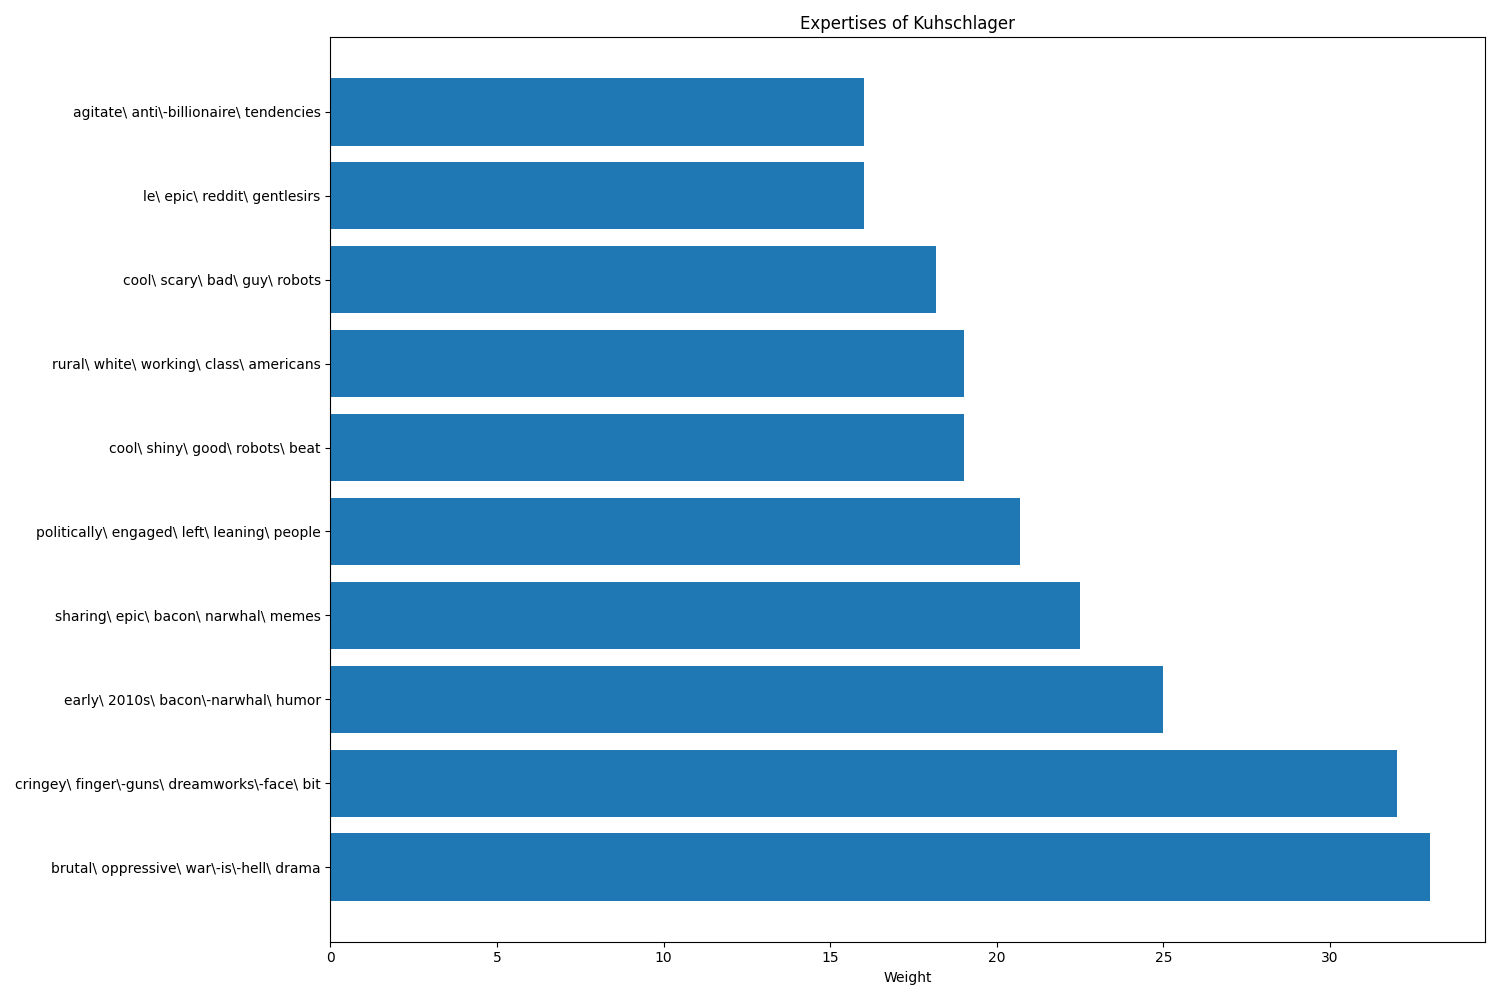 Expertises of Kuhschlager
agitate\ anti\-billionaire\ tendencies
le\ epic\ reddit\ gentlesirs
cool\ scary\ bad\ guy\ robots
rural\ white\ working\ class\ americans
cool\ shiny\ good\ robots\ beat
politically\ engaged\ left\ leaning\ people
sharing\ epic\ bacon\ narwhal\ memes
early\ 2010s\ bacon\-narwhal\ humor
cringey\ finger\-guns\ dreamworks\-face\ bit
brutal\ oppressive\ war\-is\-hell\ drama
0 5 10 15 20 25 30
Weight